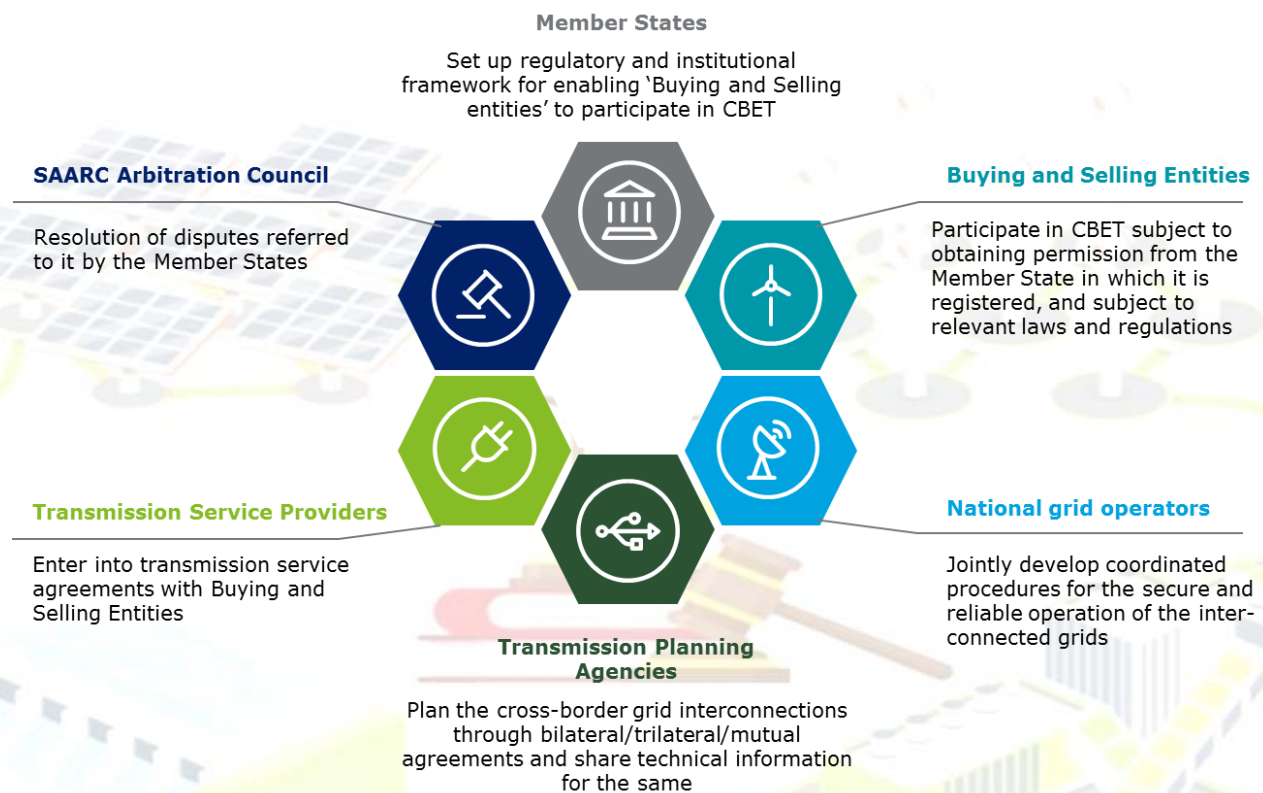 Member States
Set up regulatory and institutional
framework for enabling ‘Buying and Selling
entities’ to participate in CBET
SAARC Arbitration Council
Resolution of disputes referred
to it by the Member States
Buying and Selling Entities
Participate in CBET subject to
obtaining permission from the
Member State in which it is
registered, and subject to
relevant laws and regulations
Transmission Service Providers
Enter into transmission service
agreements with Buying and
Selling Entities
National grid operators
Jointly develop coordinated
procedures for the secure and
reliable operation of the inter-
connected grids
Transmission Planning
Agencies
Plan the cross-border grid interconnections
through bilateral/trilateral/mutual
agreements and share technical information
for the same